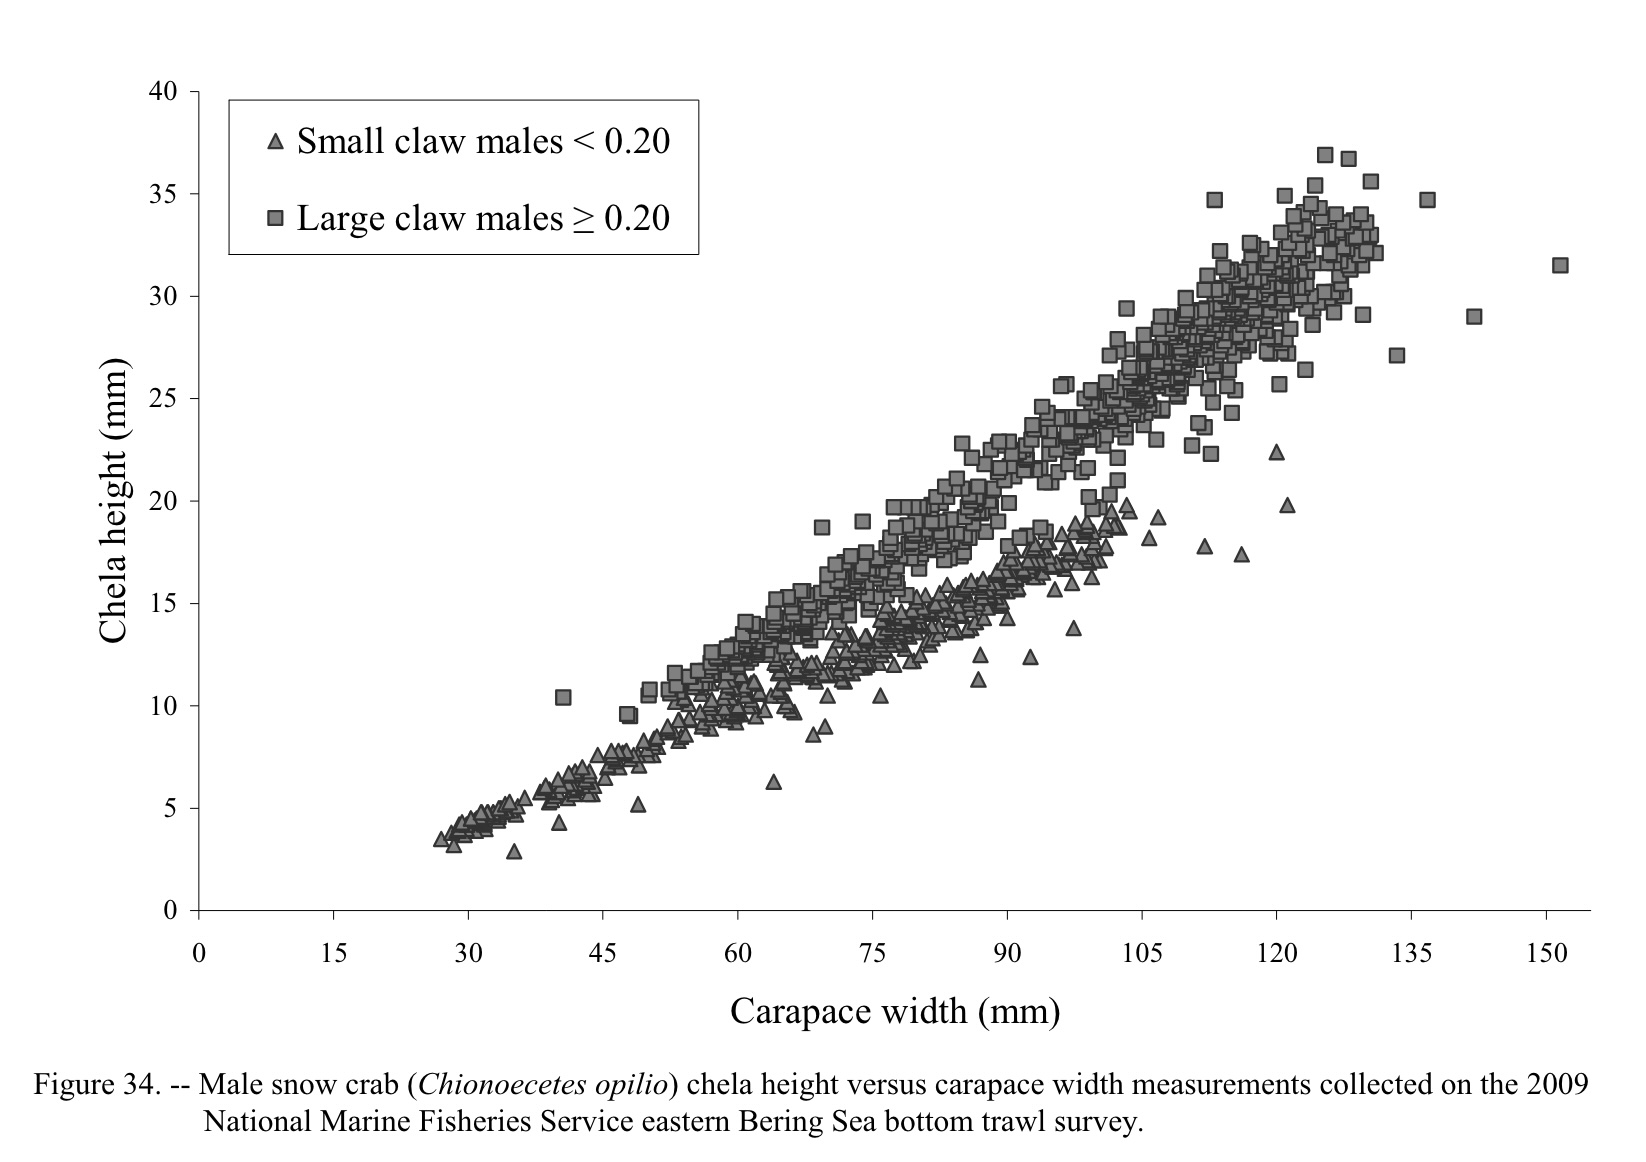 40
35
30
25
20
15
10
5
0
Small claw males < 0.20
Large claw males ≥ 0.20
Chela height (mm)
0 15 30 45 60 75 90 105 120 135 150
Carapace width (mm)
Figure 34. -- Male snow crab (Chionoecetes opilio) chela height versus carapace width measurements collected on the 2009
National Marine Fisheries Service eastern Bering Sea bottom trawl survey.